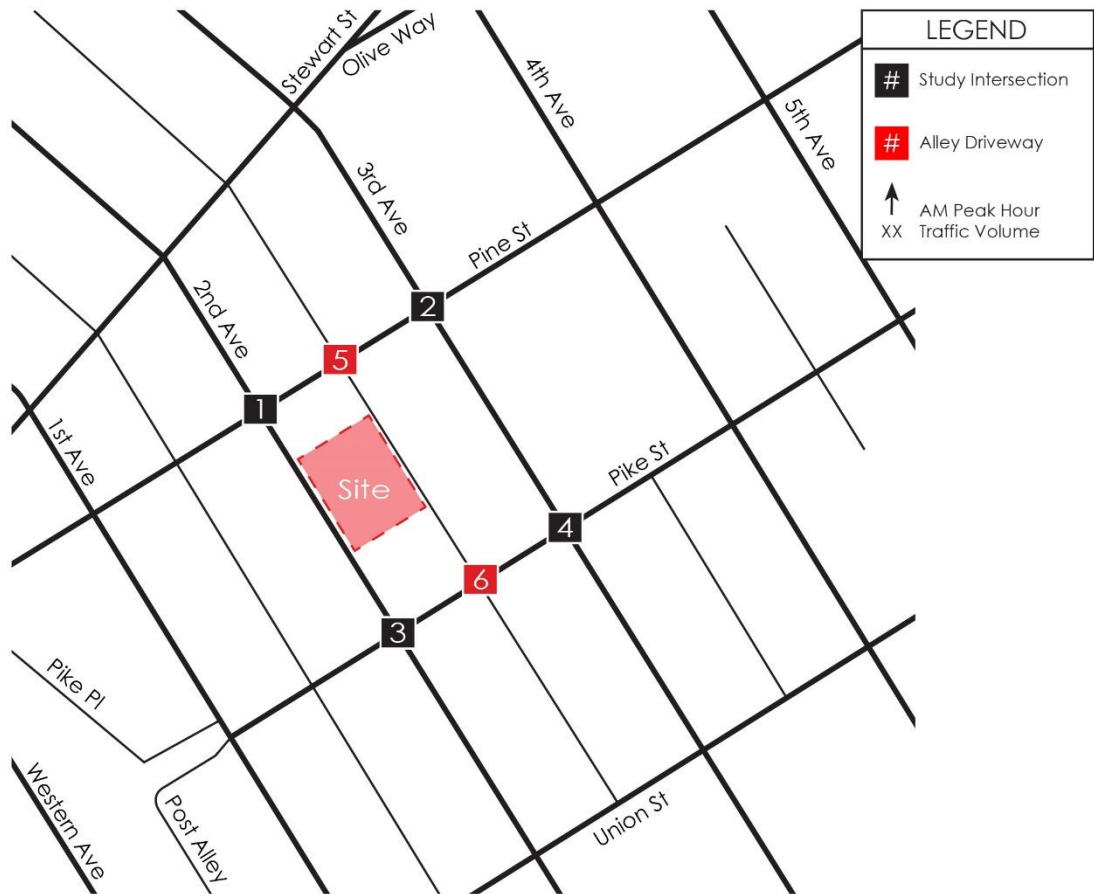 Stewart St
Olive Way
4th Ave
5th Ave
3rd Ave
Pine St
2nd Ave
2
5
1
1st Ave
Site
Pike St
4
6
3
Pike Pl
Western Ave
Post Alley
Union St
LEGEND
# Study Intersection
# Alley Driveway
AM Peak Hour
XX Traffic Volume